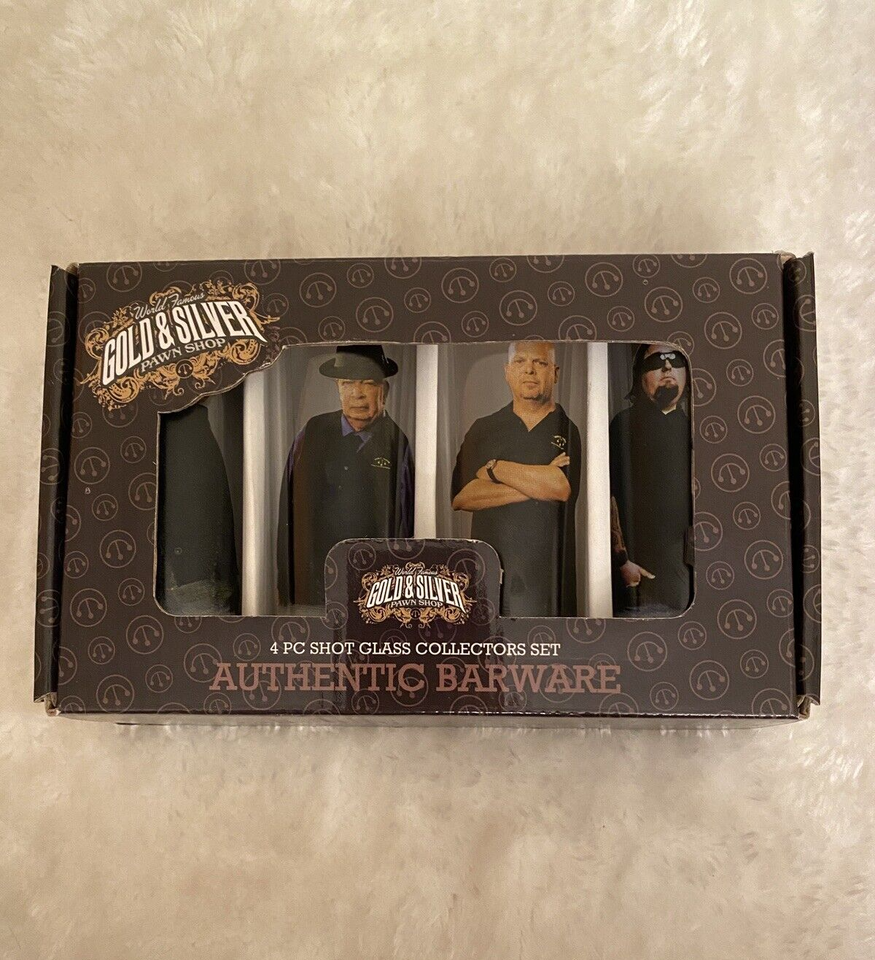 World Famous
GOLD & SILVER
PAWN SHOP
World Famous
GOLD & SILVER
PAWN SHOP
4 PC SHOT GLASS COLLECTORS SET
AUTHENTIC BARWARE